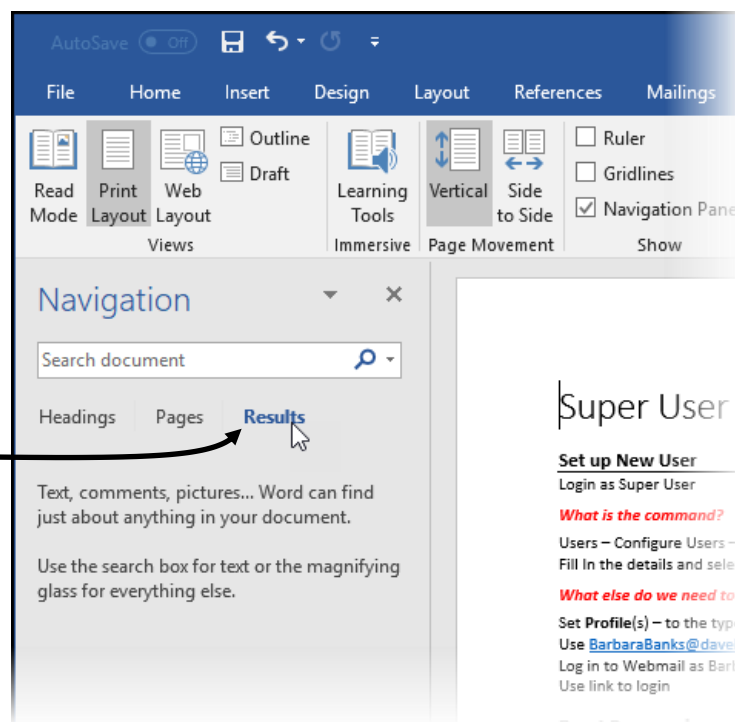 AutoSave Off
File Home Insert Design Layout References Mailings
Read Mode
Print Layout
Web Layout
Outline
Draft
Views
Learning Tools
Immersive
Vertical
Side to Side
Page Movement
Ruler
Gridlines
Navigation Pane
Show
Navigation
Search document
Headings Pages Results
Text, comments, pictures... Word can find
just about anything in your document.
Use the search box for text or the magnifying
glass for everything else.
Super User
Set up New User
Login as Super User
What is the command?
Users – Configure Users –
Fill In the details and sele
What else do we need to
Set Profile(s) – to the typ
Use BarbaraBanks@dave
Log in to Webmail as Barb
Use link to login